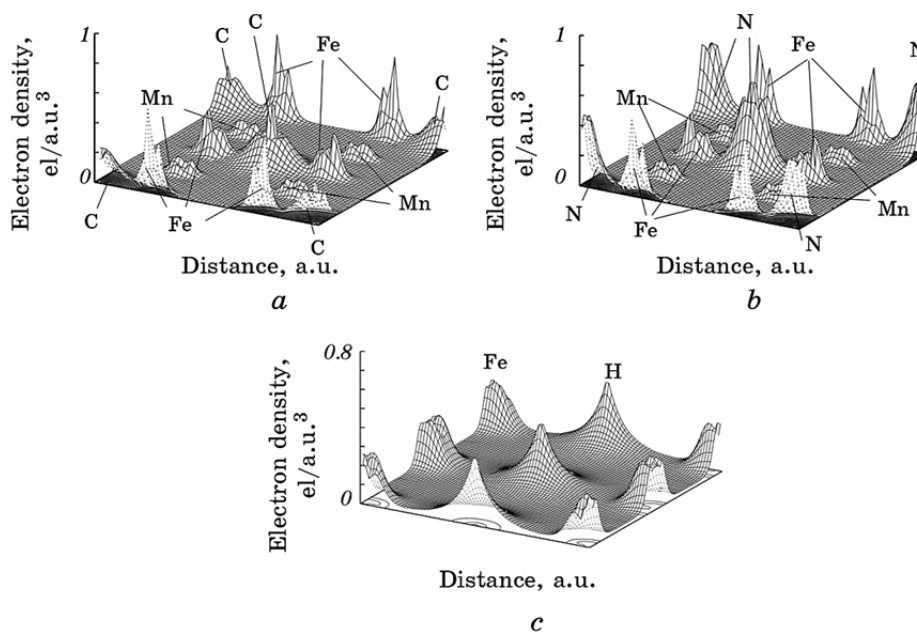 1
0
Electron density,
el/a.u.³
C
C
Fe
C
Mn
C
Fe
C
Mn
Distance, a.u.
a
1
0
Electron density,
el/a.u.³
N
Fe
N
Mn
N
Fe
N
Mn
Distance, a.u.
b
0.8
0
Electron density,
el/a.u.³
Fe
H
Distance, a.u.
c